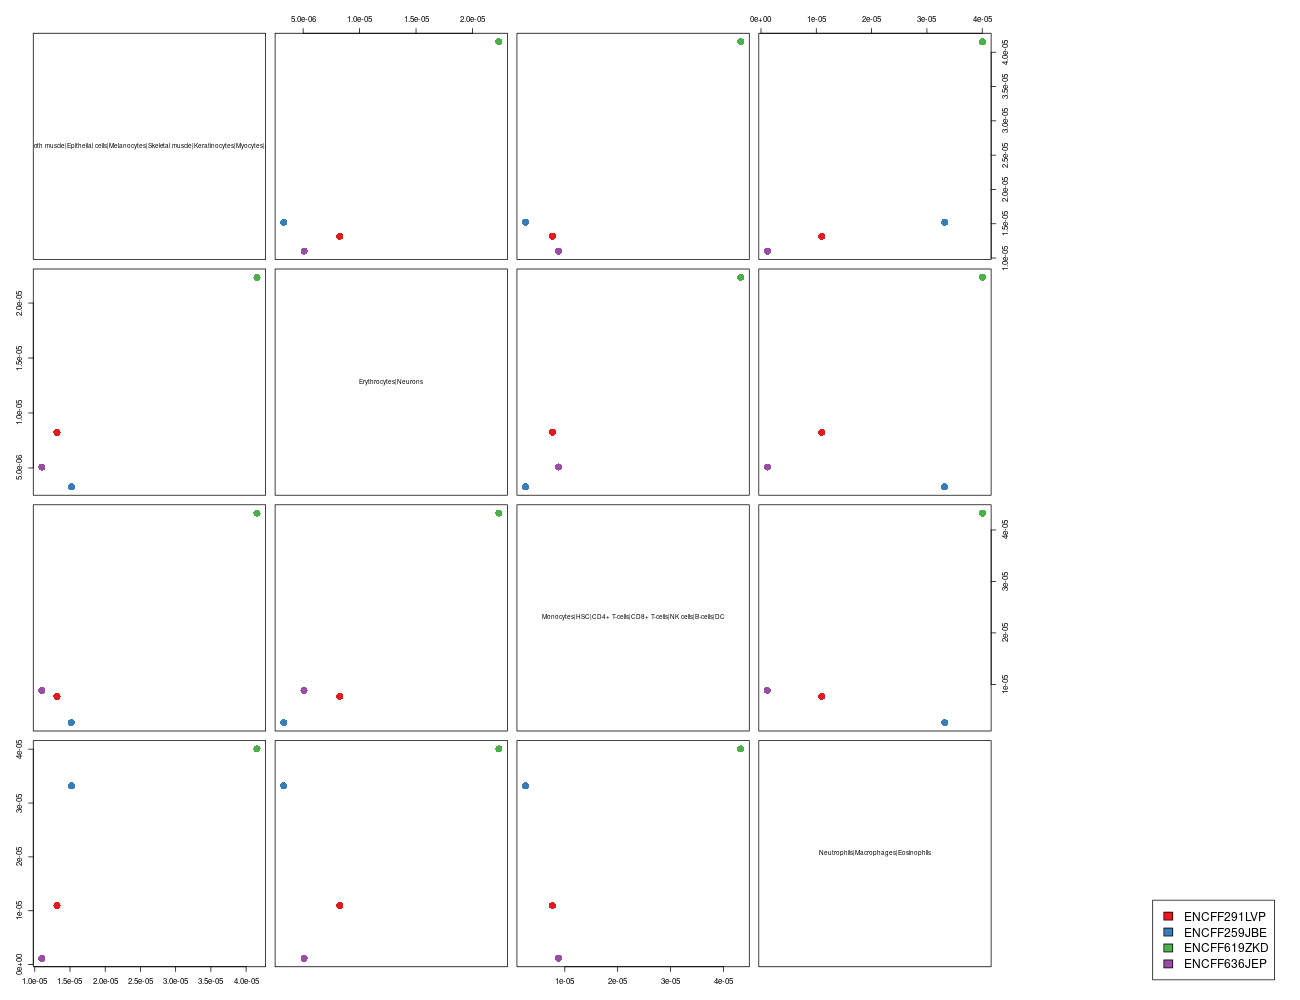 5.0e-06 1.0e-05 1.5e-05 2.0e-05
0e+00 1e-05 2e-05 3e-05 4e-05
oth muscle|Epithelial cells|Melanocytes|Skeletal muscle|Keratinocytes|Myocytes|
1.0e-05 1.5e-05 2.0e-05 2.5e-05 3.0e-05 3.5e-05 4.0e-05
5.0e-06 1.0e-05 1.5e-05 2.0e-05
Erythrocytes|Neurons
Monocytes|HSC|CD4+ T-cells|CD8+ T-cells|NK cells|B-cells|DC
1e-05 2e-05 3e-05 4e-05
0e+00 1e-05 2e-05 3e-05 4e-05
Neutrophils|Macrophages|Eosinophils
1.0e-05 1.5e-05 2.0e-05 2.5e-05 3.0e-05 3.5e-05 4.0e-05
1e-05 2e-05 3e-05 4e-05
ENCFF291LVP
ENCFF259JBE
ENCFF619ZKD
ENCFF636JEP